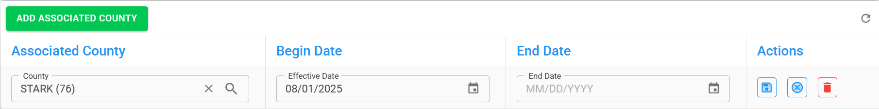 ADD ASSOCIATED COUNTY
Associated County Begin Date End Date Actions
County Effective Date End Date
STARK (76) 08/01/2025 MM/DD/YYYY